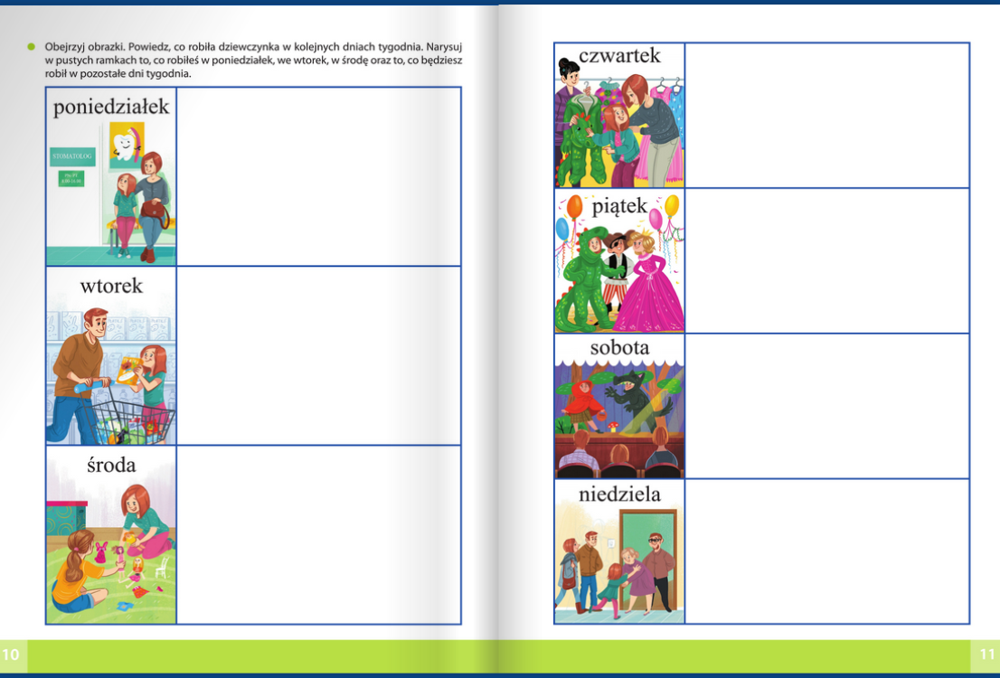 Obejrzyj obrazki. Powiedz, co robiła dziewczynka w kolejnych dniach tygodnia. Narysuj
w pustych ramkach to, co robiłeś w poniedziałek, we wtorek, w środę oraz to, co będziesz
robił w pozostałe dni tygodnia.
poniedziałek
STOMATOLOG
wtorek
środa
10
czwartek
piątek
sobota
niedziela
11